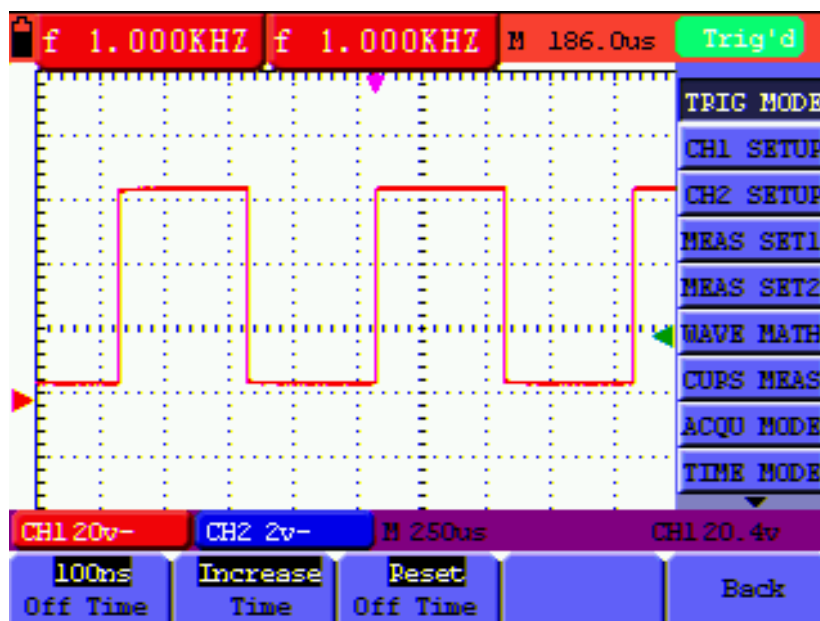 f 1.000KHZ f 1.000KHZ M 186.0us Trig'd
TRIG MODE
CH1 SETUP
CH2 SETUP
MEAS SET1
MEAS SET2
WAVE MATH
CURS MEAS
ACQU MODE
TIME MODE
CH1 20v- CH2 2v- M 250us CH1 20.4v
100ns Increase Reset
Off Time Time Off Time Back